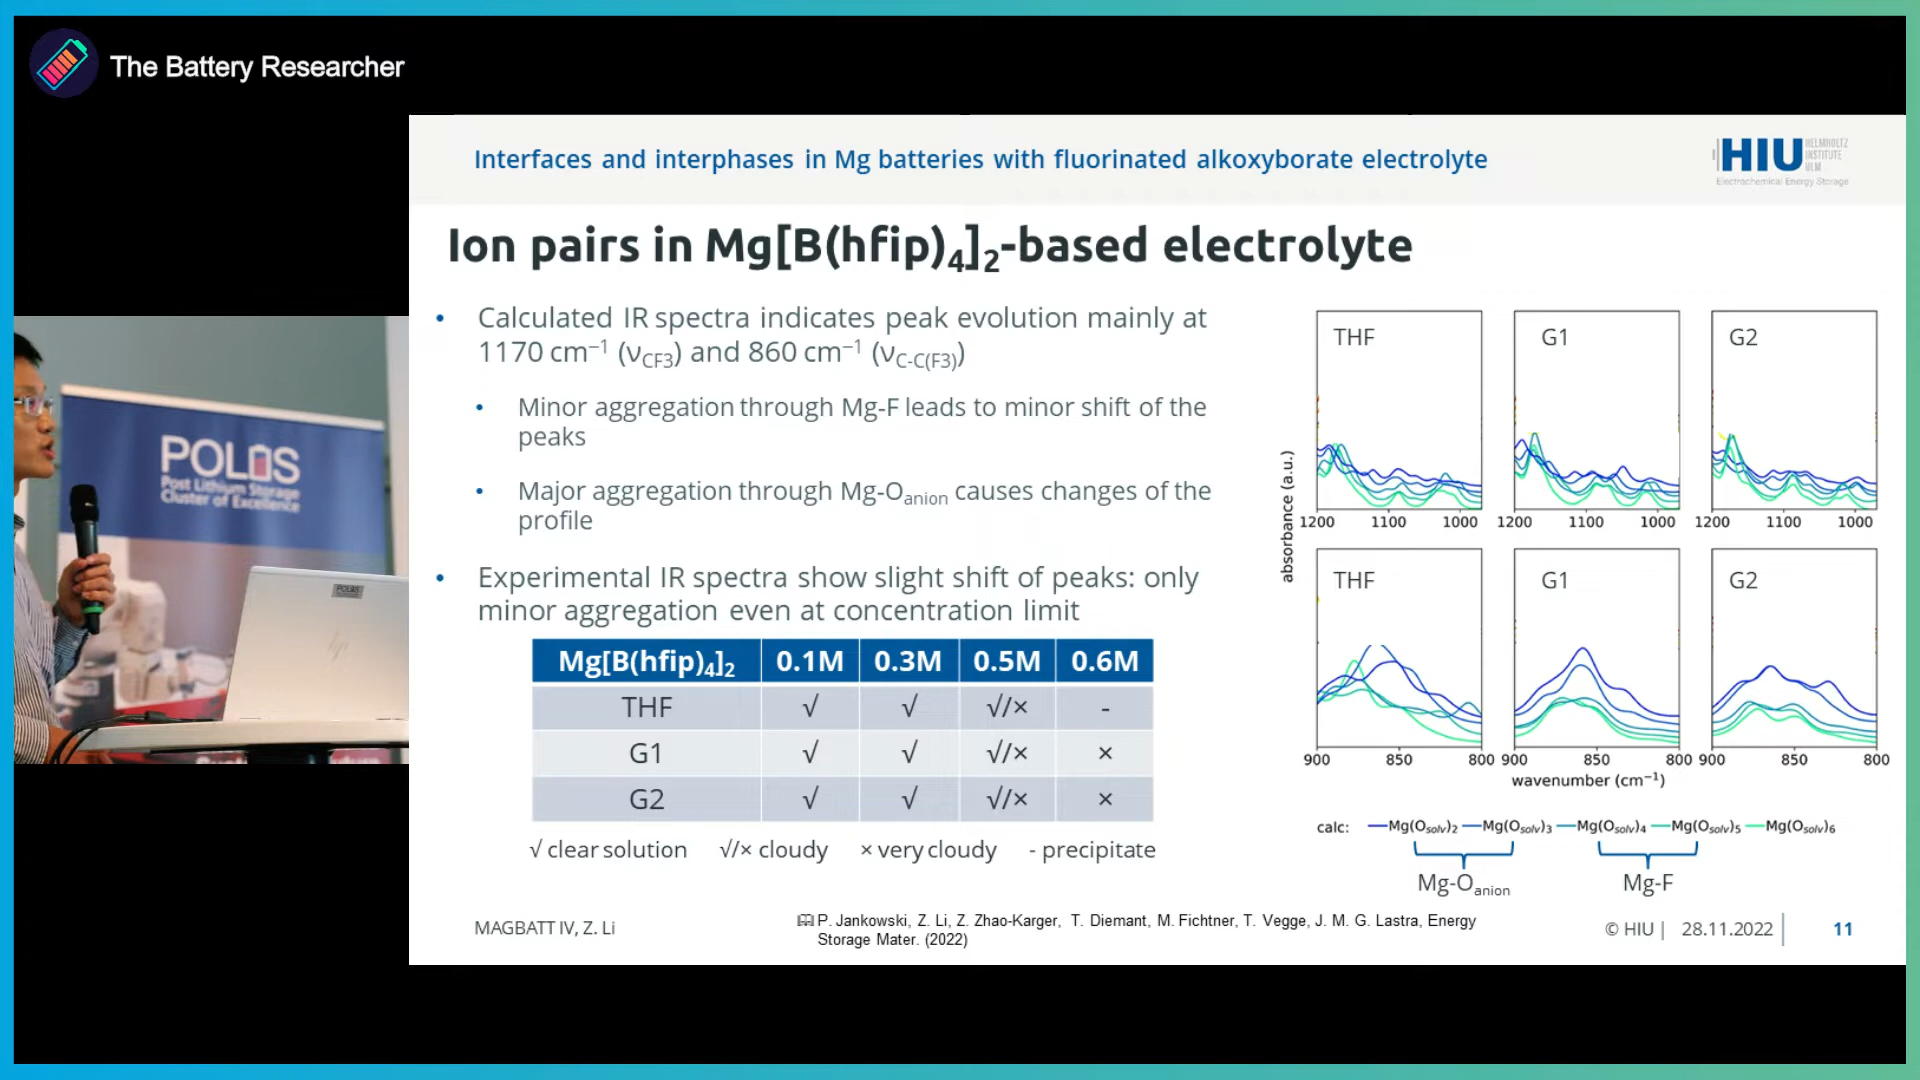 The Battery Researcher
Interfaces and interphases in Mg batteries with fluorinated alkoxyborate electrolyte
HIU HELMHOLTZ INSTITUTE ULM
Electrochemical Energy Storage
Ion pairs in Mg[B(hfip)₄]₂-based electrolyte
• Calculated IR spectra indicates peak evolution mainly at
1170 cm⁻¹ (νCF3) and 860 cm⁻¹ (νC-C(F3))
• Minor aggregation through Mg-F leads to minor shift of the
peaks
• Major aggregation through Mg-Oanion causes changes of the
profile
• Experimental IR spectra show slight shift of peaks: only
minor aggregation even at concentration limit
Mg[B(hfip)₄]₂ 0.1M 0.3M 0.5M 0.6M
THF √ √ √/× -
G1 √ √ √/× ×
G2 √ √ √/× ×
√ clear solution √/× cloudy × very cloudy - precipitate
THF G1 G2
1200 1100 1000 1200 1100 1000 1200 1100 1000
absorbance (a.u.)
THF G1 G2
900 850 800 900 850 800 900 850 800
wavenumber (cm⁻¹)
calc: Mg(Osolv)₂ Mg(Osolv)₃ Mg(Osolv)₄ Mg(Osolv)₅ Mg(Osolv)₆
Mg-Oanion Mg-F
MAGBATT IV, Z. Li
P. Jankowski, Z. Li, Z. Zhao-Karger, T. Diemant, M. Fichtner, T. Vegge, J. M. G. Lastra, Energy
Storage Mater. (2022)
© HIU | 28.11.2022 11
POLiS
Post Lithium Storage
Cluster of Excellence
POLiS
hp